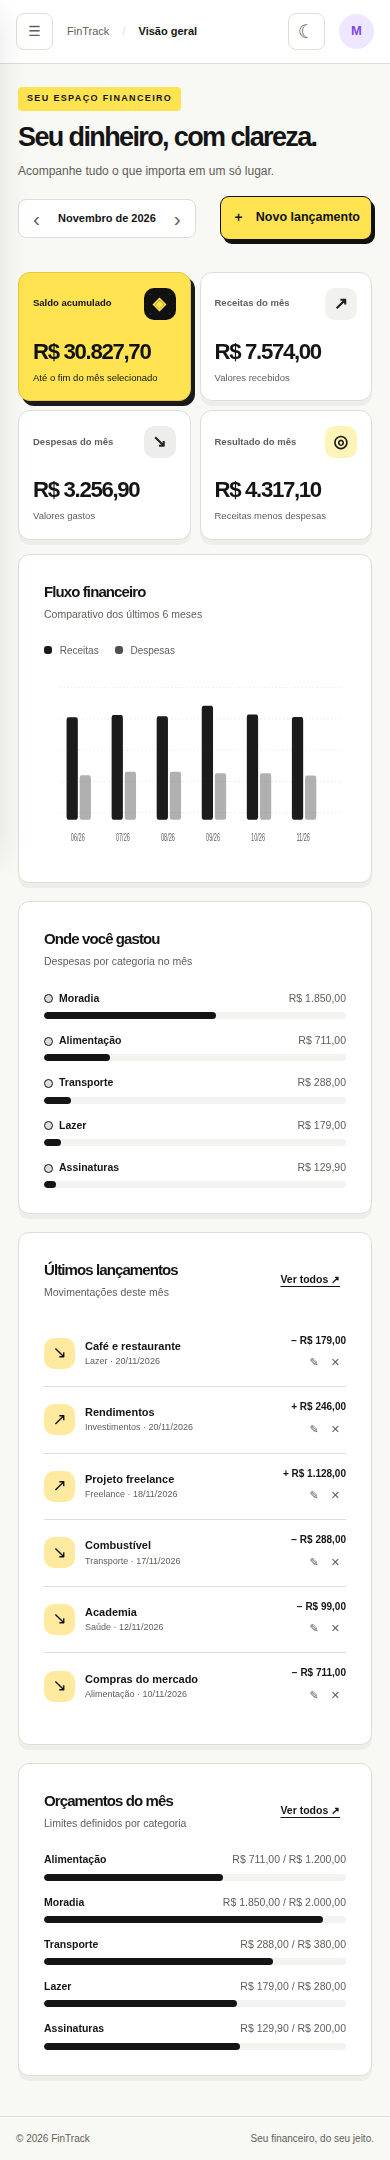 FinTrack / Visão geral M
SEU ESPAÇO FINANCEIRO
Seu dinheiro, com clareza.
Acompanhe tudo o que importa em um só lugar.
‹ Novembro de 2026 › + Novo lançamento
Saldo acumulado
R$ 30.827,70
Até o fim do mês selecionado
Receitas do mês
R$ 7.574,00
Valores recebidos
Despesas do mês
R$ 3.256,90
Valores gastos
Resultado do mês
R$ 4.317,10
Receitas menos despesas
Fluxo financeiro
Comparativo dos últimos 6 meses
Receitas Despesas
06/26 07/26 08/26 09/26 10/26 11/26
Onde você gastou
Despesas por categoria no mês
Moradia R$ 1.850,00
Alimentação R$ 711,00
Transporte R$ 288,00
Lazer R$ 179,00
Assinaturas R$ 129,90
Últimos lançamentos
Movimentações deste mês
Ver todos ↗
Café e restaurante − R$ 179,00
Lazer · 20/11/2026
Rendimentos + R$ 246,00
Investimentos · 20/11/2026
Projeto freelance + R$ 1.128,00
Freelance · 18/11/2026
Combustível − R$ 288,00
Transporte · 17/11/2026
Academia − R$ 99,00
Saúde · 12/11/2026
Compras do mercado − R$ 711,00
Alimentação · 10/11/2026
Orçamentos do mês
Limites definidos por categoria
Ver todos ↗
Alimentação R$ 711,00 / R$ 1.200,00
Moradia R$ 1.850,00 / R$ 2.000,00
Transporte R$ 288,00 / R$ 380,00
Lazer R$ 179,00 / R$ 280,00
Assinaturas R$ 129,90 / R$ 200,00
© 2026 FinTrack Seu financeiro, do seu jeito.